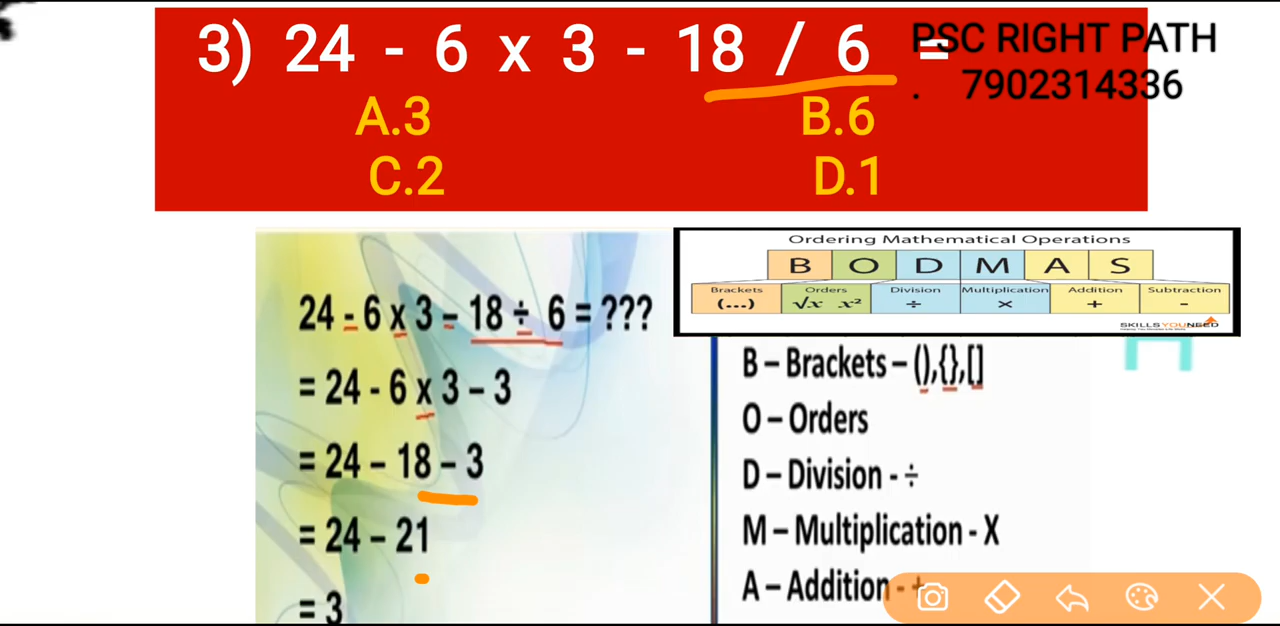 3) 24 - 6 x 3 - 18 / 6 =
PSC RIGHT PATH
. 7902314336
A.3 B.6
C.2 D.1
Ordering Mathematical Operations
B O D M A S
Brackets Orders Division Multiplication Addition Subtraction
(...) √x x² ÷ × + -
SKILLSYOUNEED
24 - 6 x 3 - 18 ÷ 6 = ???
= 24 - 6 x 3 – 3
= 24 – 18 – 3
= 24 – 21
= 3
B – Brackets – (),{},[]
O – Orders
D – Division - ÷
M – Multiplication - X
A – Addition - +